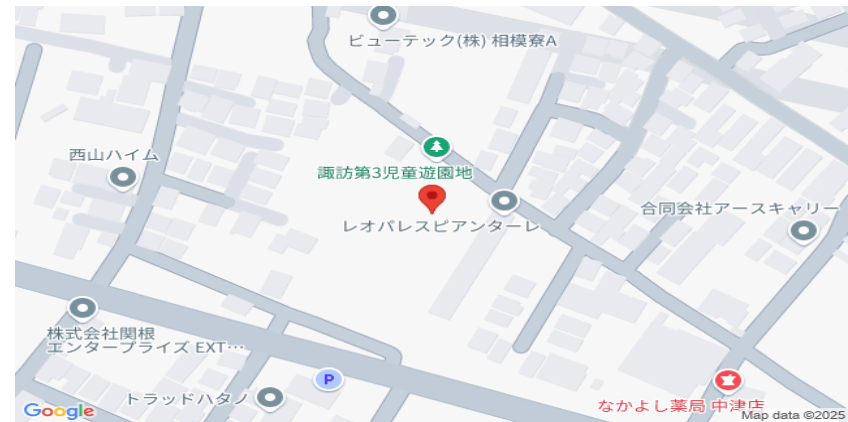 ビューテック(株) 相模寮A
西山ハイム
諏訪第3児童遊園地
レオパレスピアンターレ
合同会社アースキャリー
株式会社関根
エンタープライズ EXT…
P
トラッドハタノ
なかよし薬局 中津店
Google
Map data ©2025